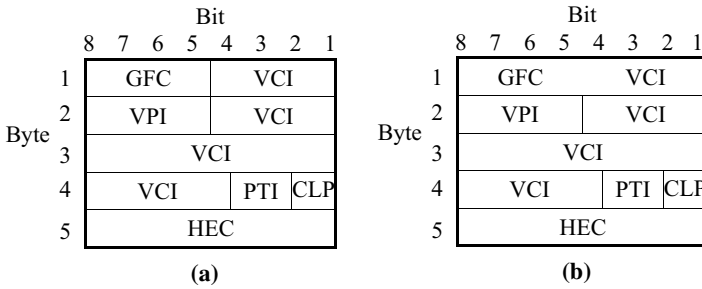 Bit
8 7 6 5 4 3 2 1
Byte
1 GFC VCI
2 VPI VCI
3 VCI
4 VCI PTI CLP
5 HEC
(a)
Bit
8 7 6 5 4 3 2 1
Byte
1 GFC VCI
2 VPI VCI
3 VCI
4 VCI PTI CLP
5 HEC
(b)